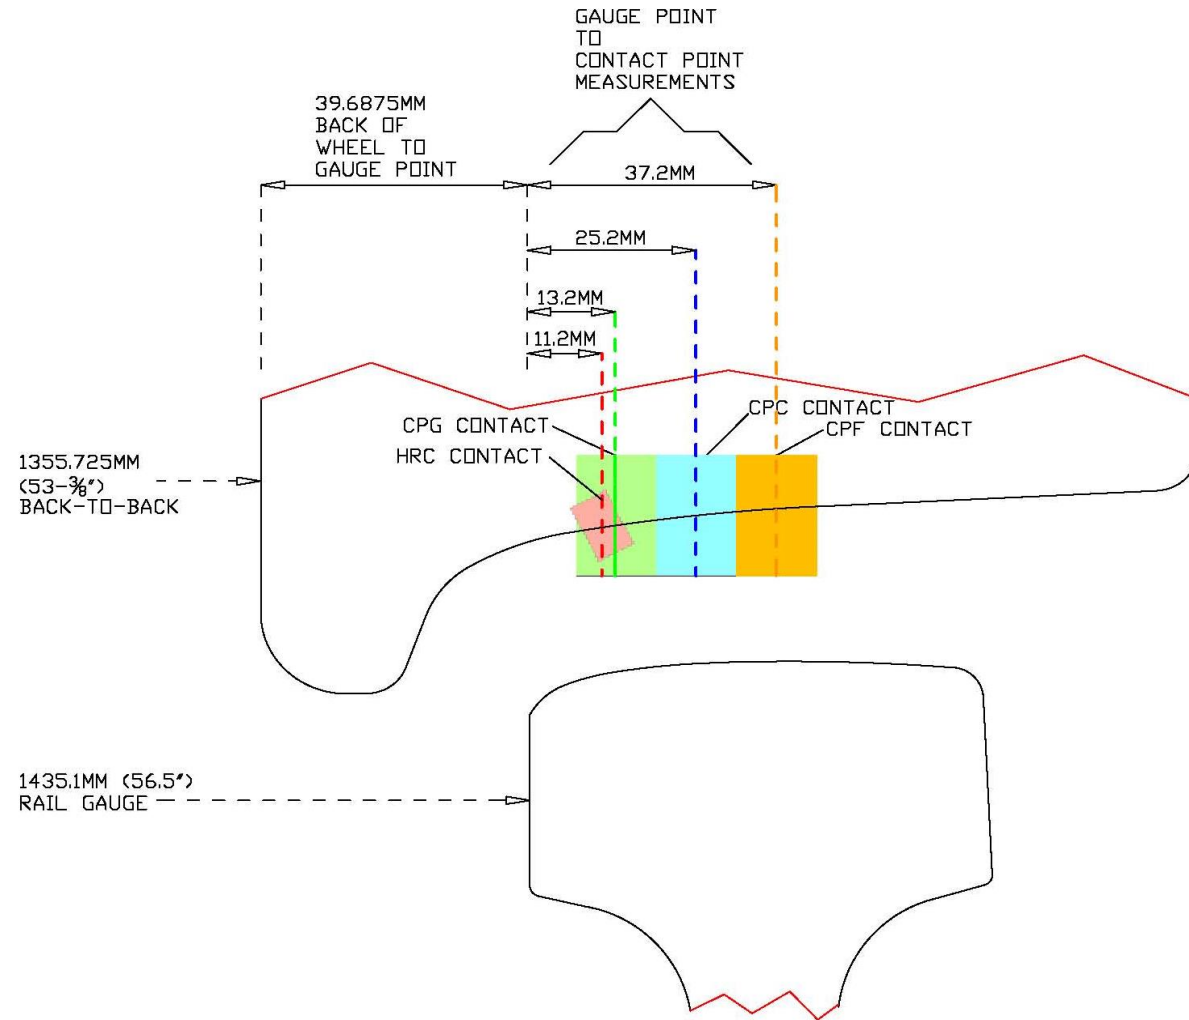 GAUGE POINT
TO
CONTACT POINT
MEASUREMENTS
39.6875MM
BACK OF
WHEEL TO
GAUGE POINT
37.2MM
25.2MM
13.2MM
11.2MM
CPG CONTACT
HRC CONTACT
CPC CONTACT
CPF CONTACT
1355.725MM
(53-⅜")
BACK-TO-BACK
1435.1MM (56.5")
RAIL GAUGE